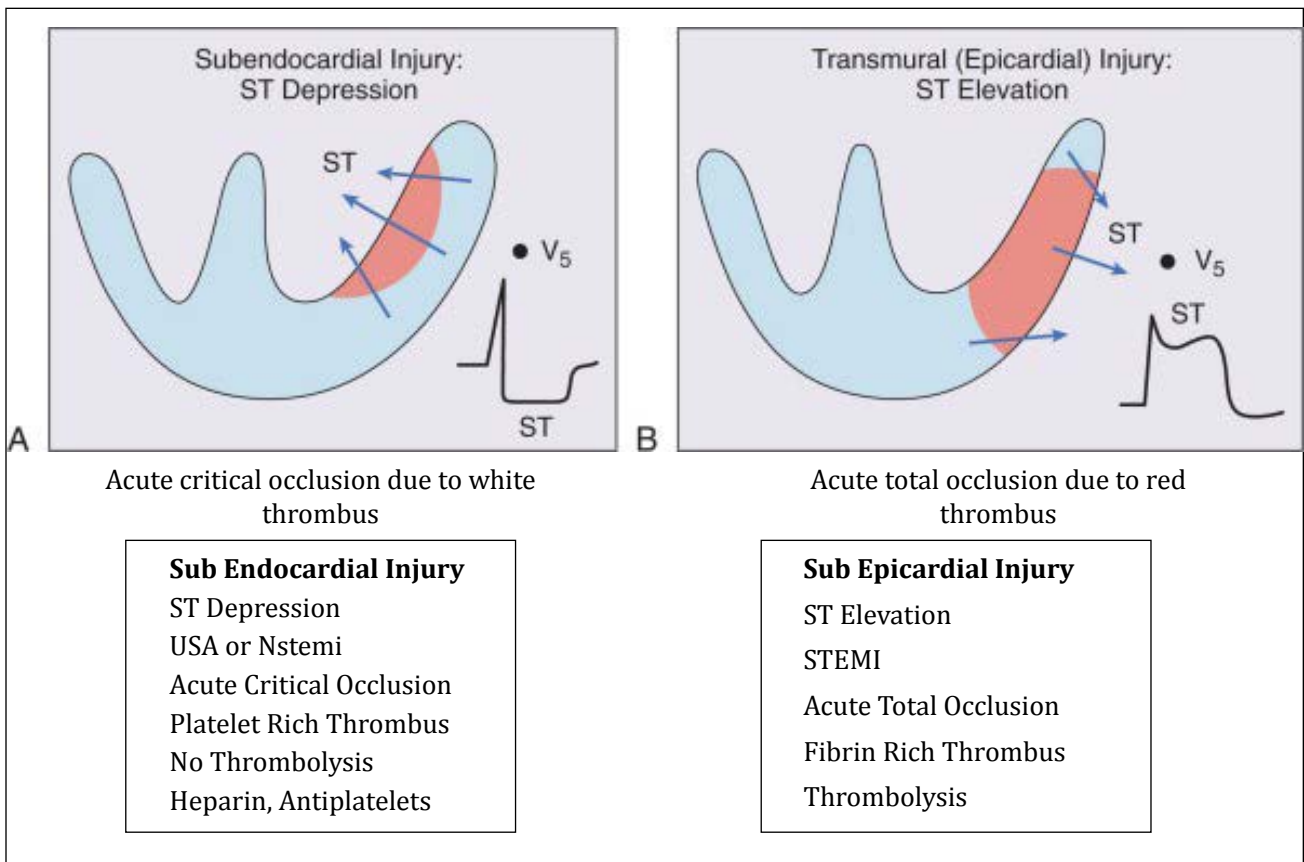 Subendocardial Injury:
ST Depression
ST
V₅
ST
A
Transmural (Epicardial) Injury:
ST Elevation
ST
V₅
ST
B
Acute critical occlusion due to white
thrombus
Acute total occlusion due to red
thrombus
Sub Endocardial Injury
ST Depression
USA or Nstemi
Acute Critical Occlusion
Platelet Rich Thrombus
No Thrombolysis
Heparin, Antiplatelets
Sub Epicardial Injury
ST Elevation
STEMI
Acute Total Occlusion
Fibrin Rich Thrombus
Thrombolysis